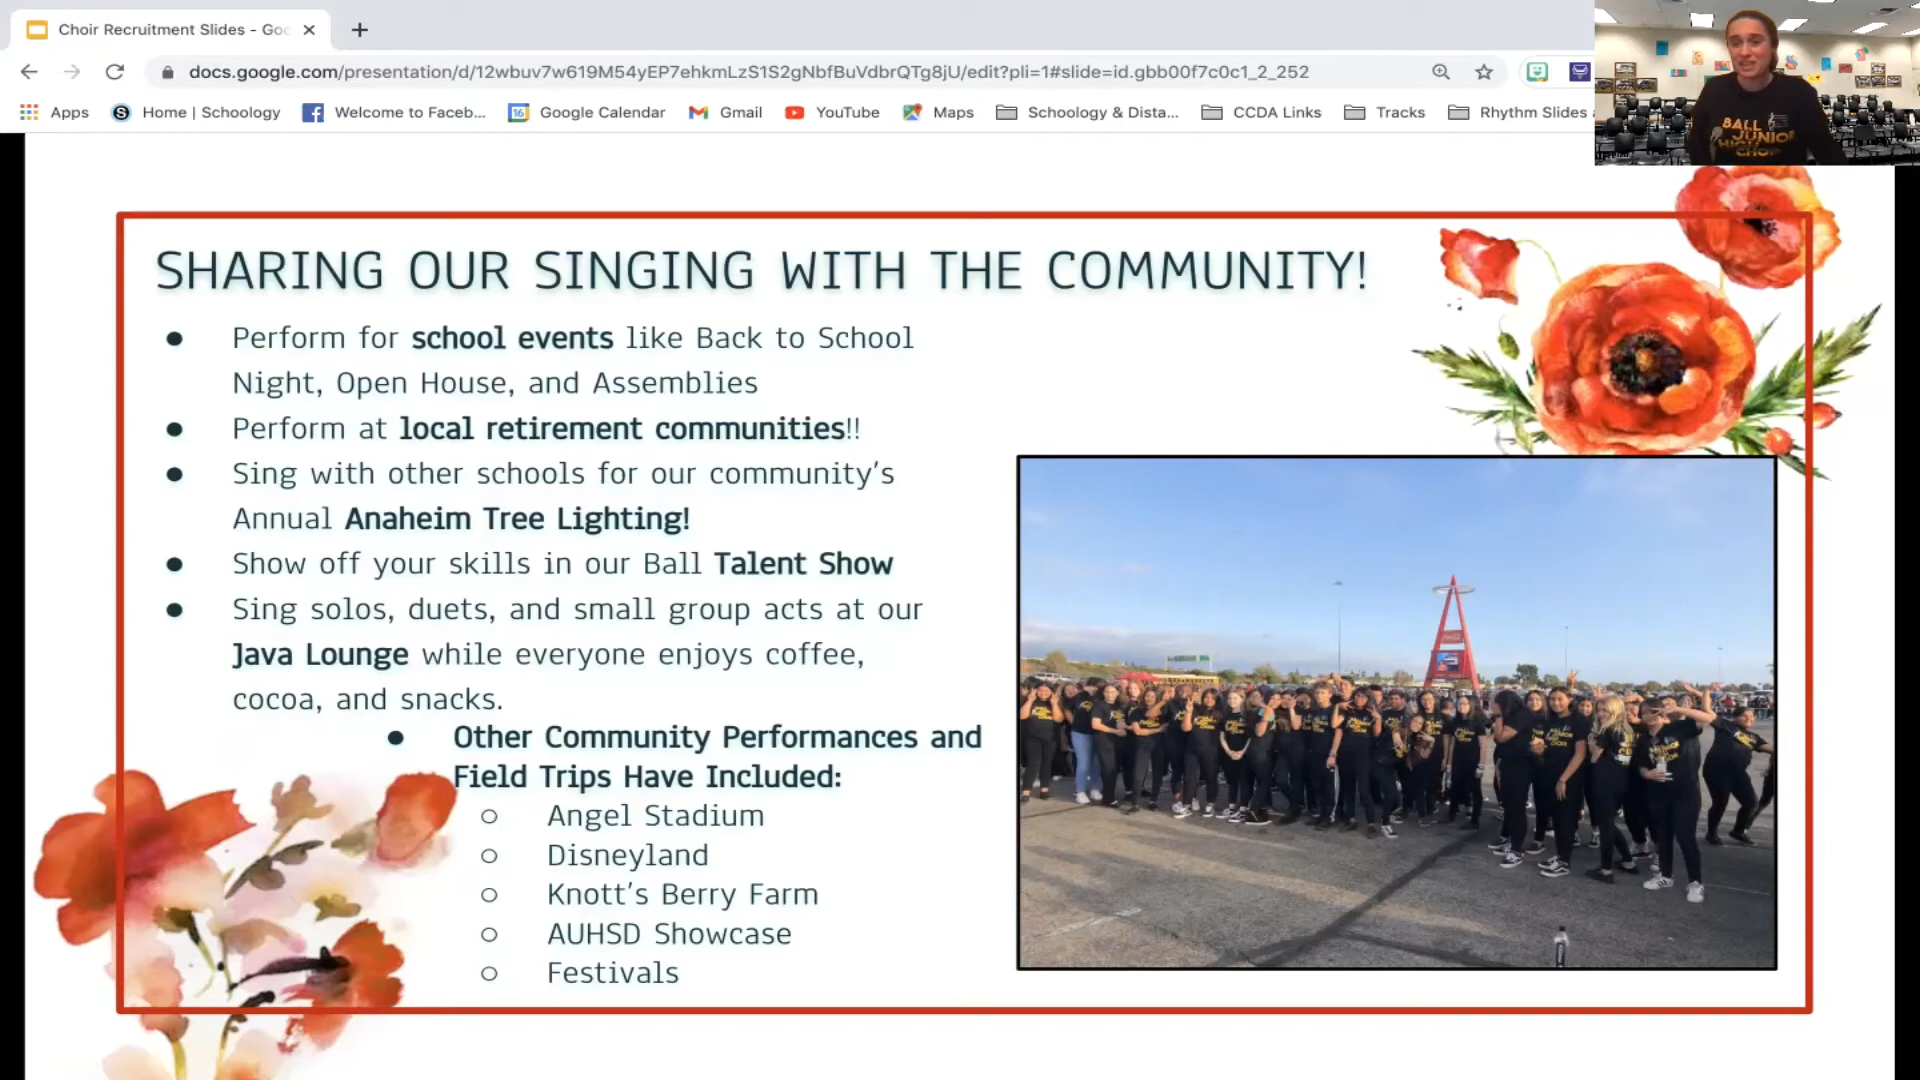 Choir Recruitment Slides - Goo
docs.google.com/presentation/d/12wbuv7w619M54yEP7ehkmLzS1S2gNbfBuVdbrQTg8jU/edit?pli=1#slide=id.gbb00f7c0c1_2_252
Apps Home | Schoology Welcome to Faceb... 16 Google Calendar Gmail YouTube Maps Schoology & Dista... CCDA Links Tracks Rhythm Slides
BALL
JUNIOR
HIGH
CHOIR
SHARING OUR SINGING WITH THE COMMUNITY!
● Perform for school events like Back to School
Night, Open House, and Assemblies
● Perform at local retirement communities!!
● Sing with other schools for our community's
Annual Anaheim Tree Lighting!
● Show off your skills in our Ball Talent Show
● Sing solos, duets, and small group acts at our
Java Lounge while everyone enjoys coffee,
cocoa, and snacks.
● Other Community Performances and
Field Trips Have Included:
○ Angel Stadium
○ Disneyland
○ Knott's Berry Farm
○ AUHSD Showcase
○ Festivals